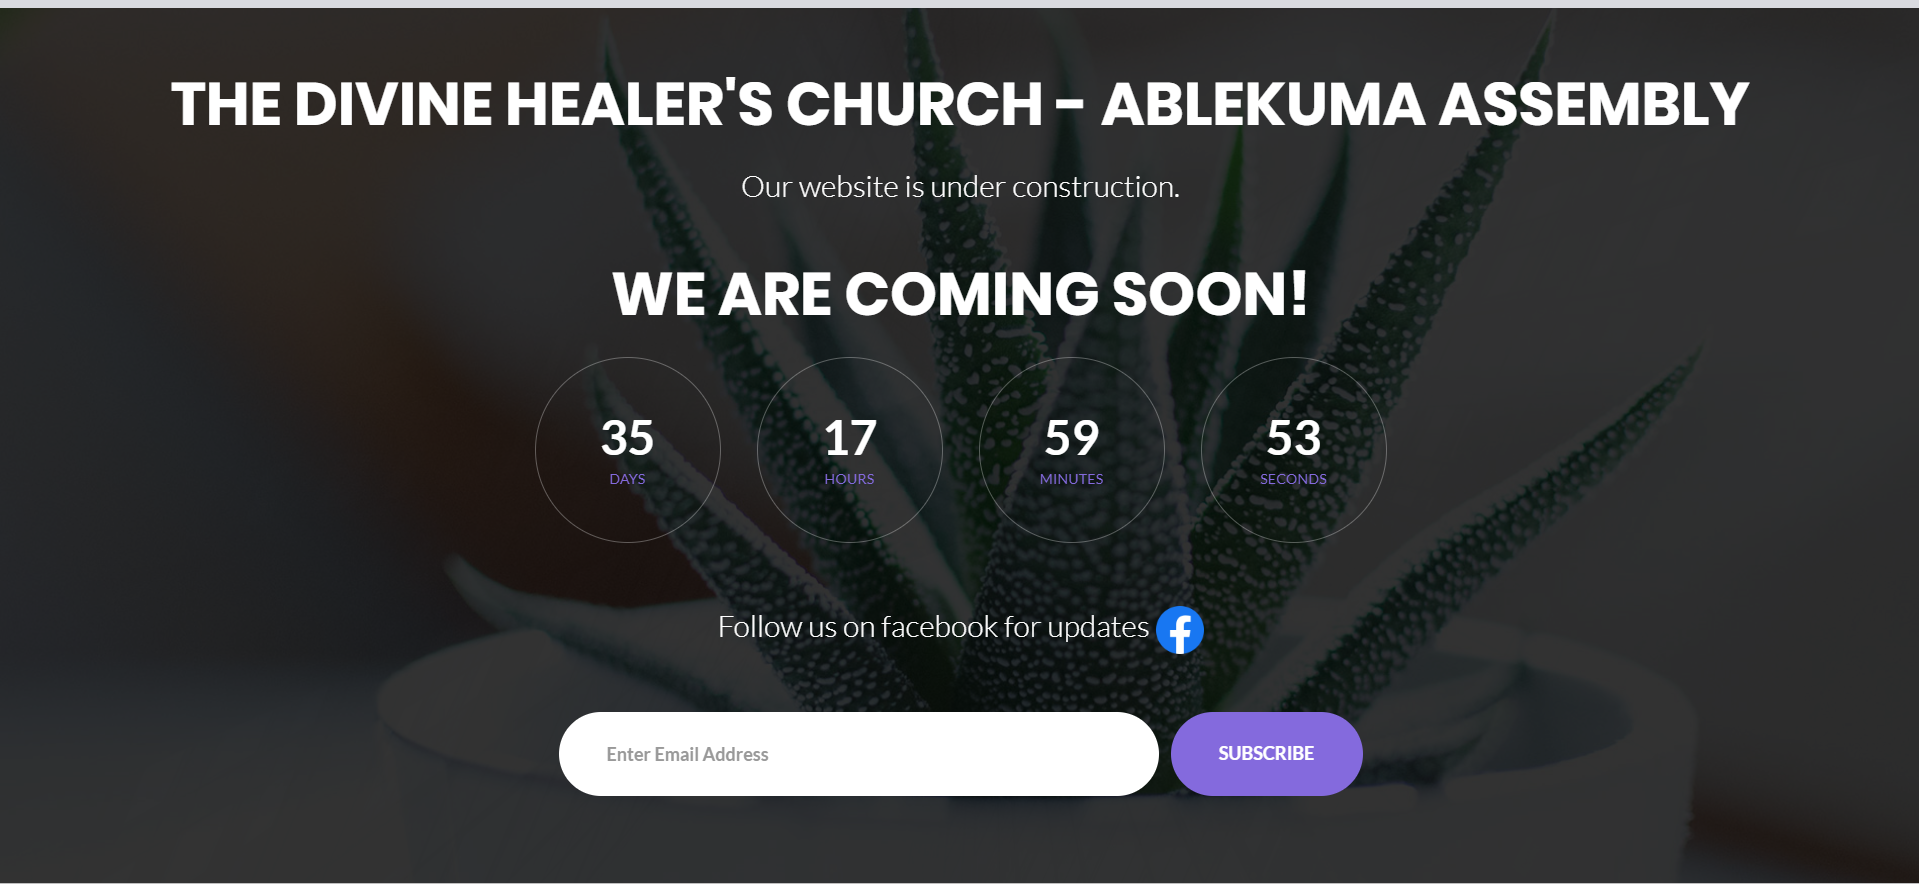 THE DIVINE HEALER'S CHURCH - ABLEKUMA ASSEMBLY
Our website is under construction.
WE ARE COMING SOON!
35 17 59 53
DAYS HOURS MINUTES SECONDS
Follow us on facebook for updates
Enter Email Address SUBSCRIBE